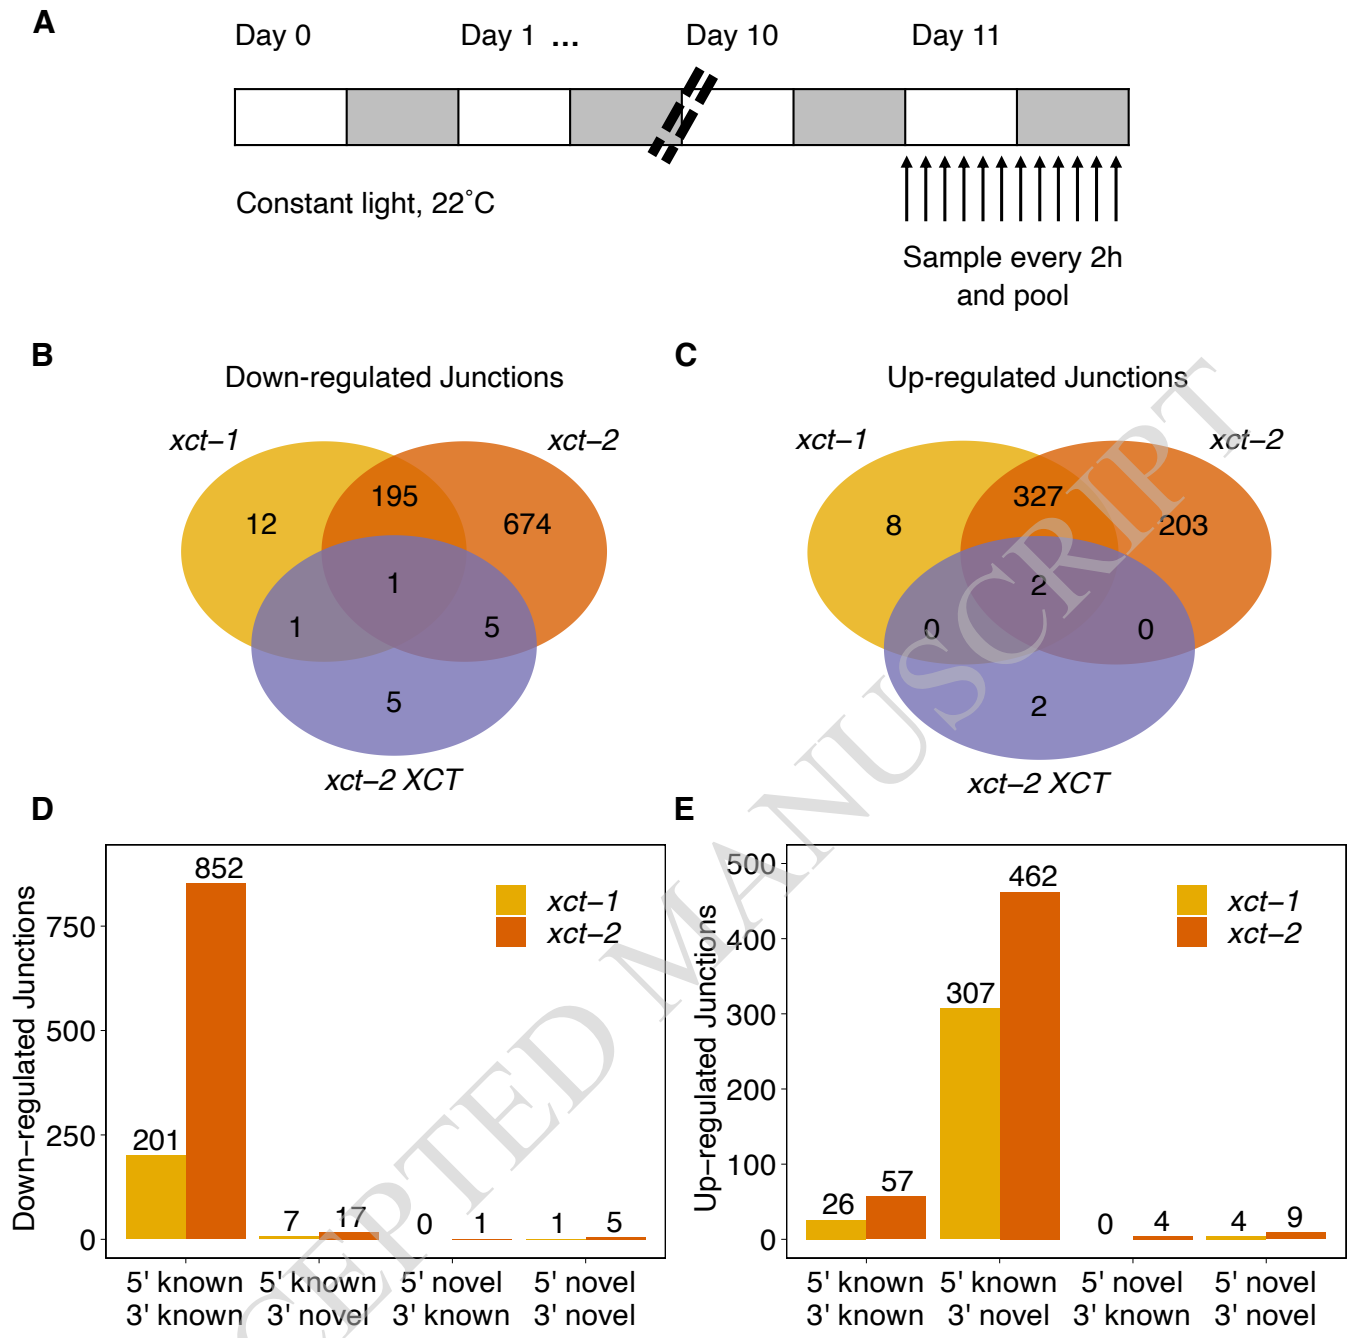 A
Day 0 Day 1 ... Day 10 Day 11
Constant light, 22°C
Sample every 2h
and pool
B
Down-regulated Junctions
xct−1 xct−2
195
12 674
1
1 5
5
xct−2 XCT
C
Up-regulated Junctions
xct−1 xct−2
327
8 203
2
0 0
2
xct−2 XCT
D
Down−regulated Junctions
750
500
250
0
852
201
7 17 0 1 1 5
xct−1
xct−2
5' known 5' known 5' novel 5' novel
3' known 3' novel 3' known 3' novel
E
Up−regulated Junctions
500
400
300
200
100
0
462
307
26 57 0 4 4 9
xct−1
xct−2
5' known 5' known 5' novel 5' novel
3' known 3' novel 3' known 3' novel
CEPTED MANUSCRIPT